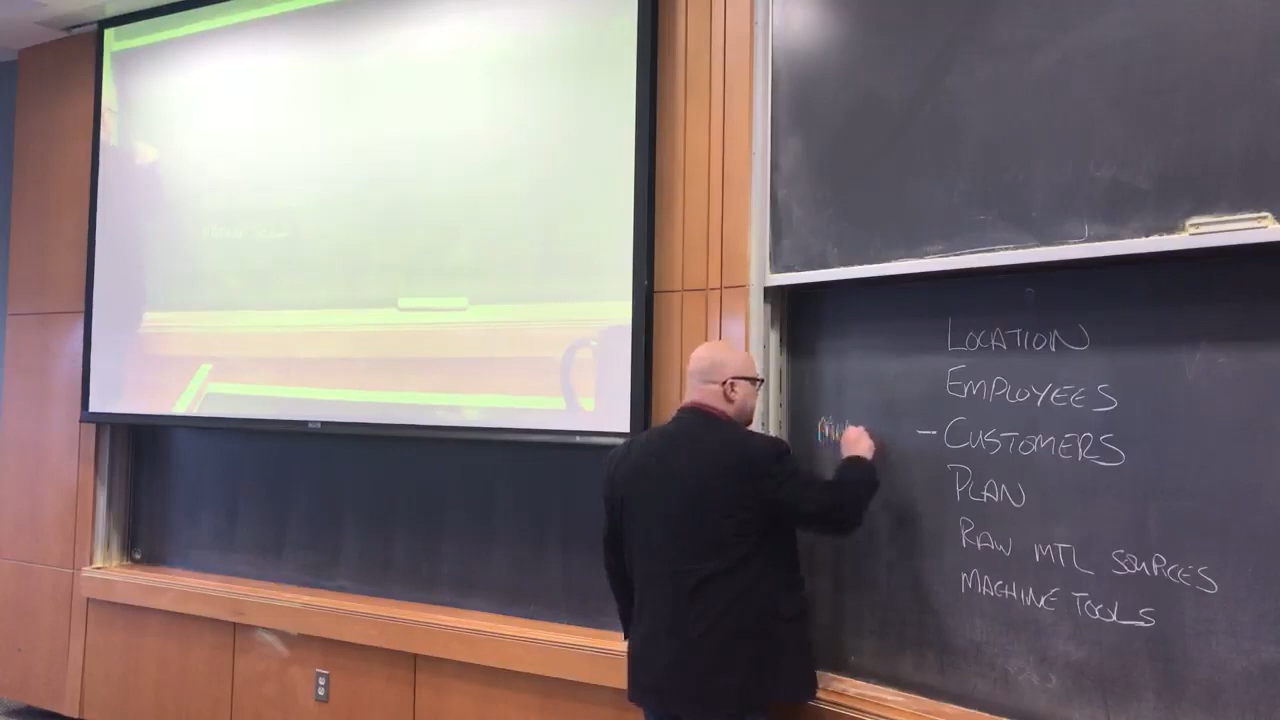 LOCATION
EMPLOYEES
- CUSTOMERS
PLAN
RAW MTL SOURCES
MACHINE TOOLS